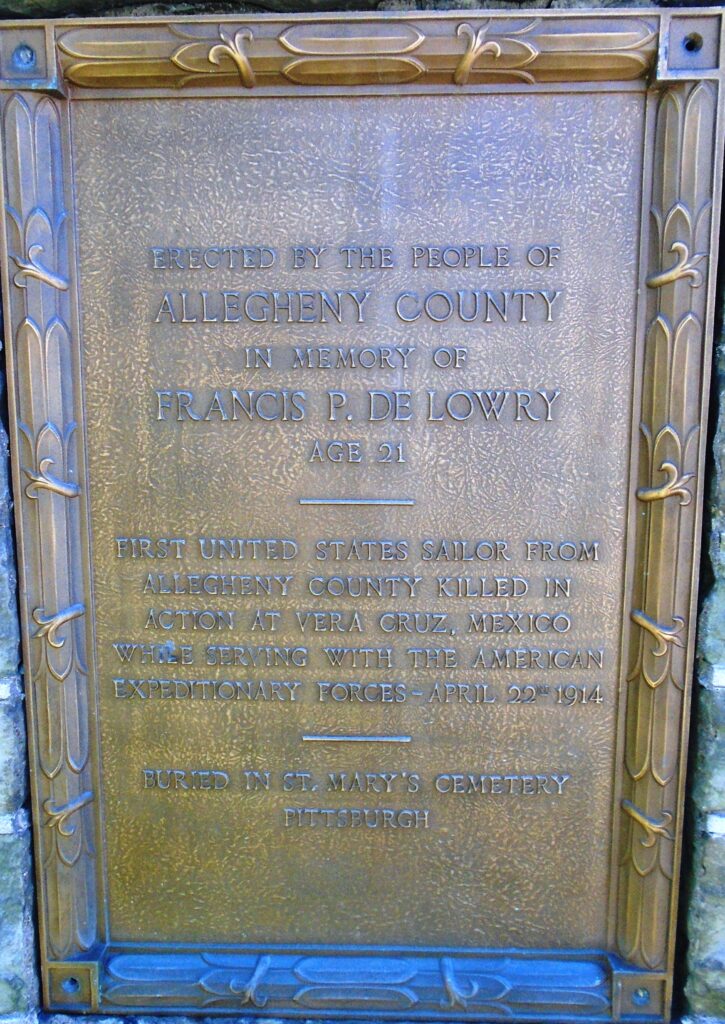 ERECTED BY THE PEOPLE OF
ALLEGHENY COUNTY
IN MEMORY OF
FRANCIS P. DE LOWRY
AGE 21
FIRST UNITED STATES SAILOR FROM
ALLEGHENY COUNTY KILLED IN
ACTION AT VERA CRUZ, MEXICO
WHILE SERVING WITH THE AMERICAN
EXPEDITIONARY FORCES - APRIL 22ND 1914
BURIED IN ST. MARY'S CEMETERY
PITTSBURGH